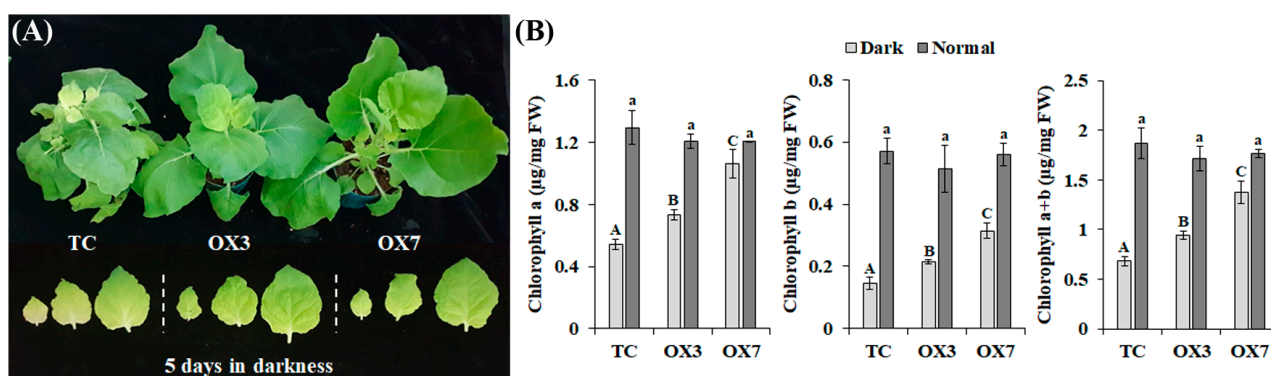 (A)
TC OX3 OX7
5 days in darkness
(B)
Dark Normal
Chlorophyll a (µg/mg FW)
1.6
1.2
0.8
0.4
0
a
a
a
A
B
C
TC OX3 OX7
Chlorophyll b (µg/mg FW)
0.8
0.6
0.4
0.2
0
a
a
a
A
B
C
TC OX3 OX7
Chlorophyll a+b (µg/mg FW)
2.5
2
1.5
1
0.5
0
a
a
a
A
B
C
TC OX3 OX7